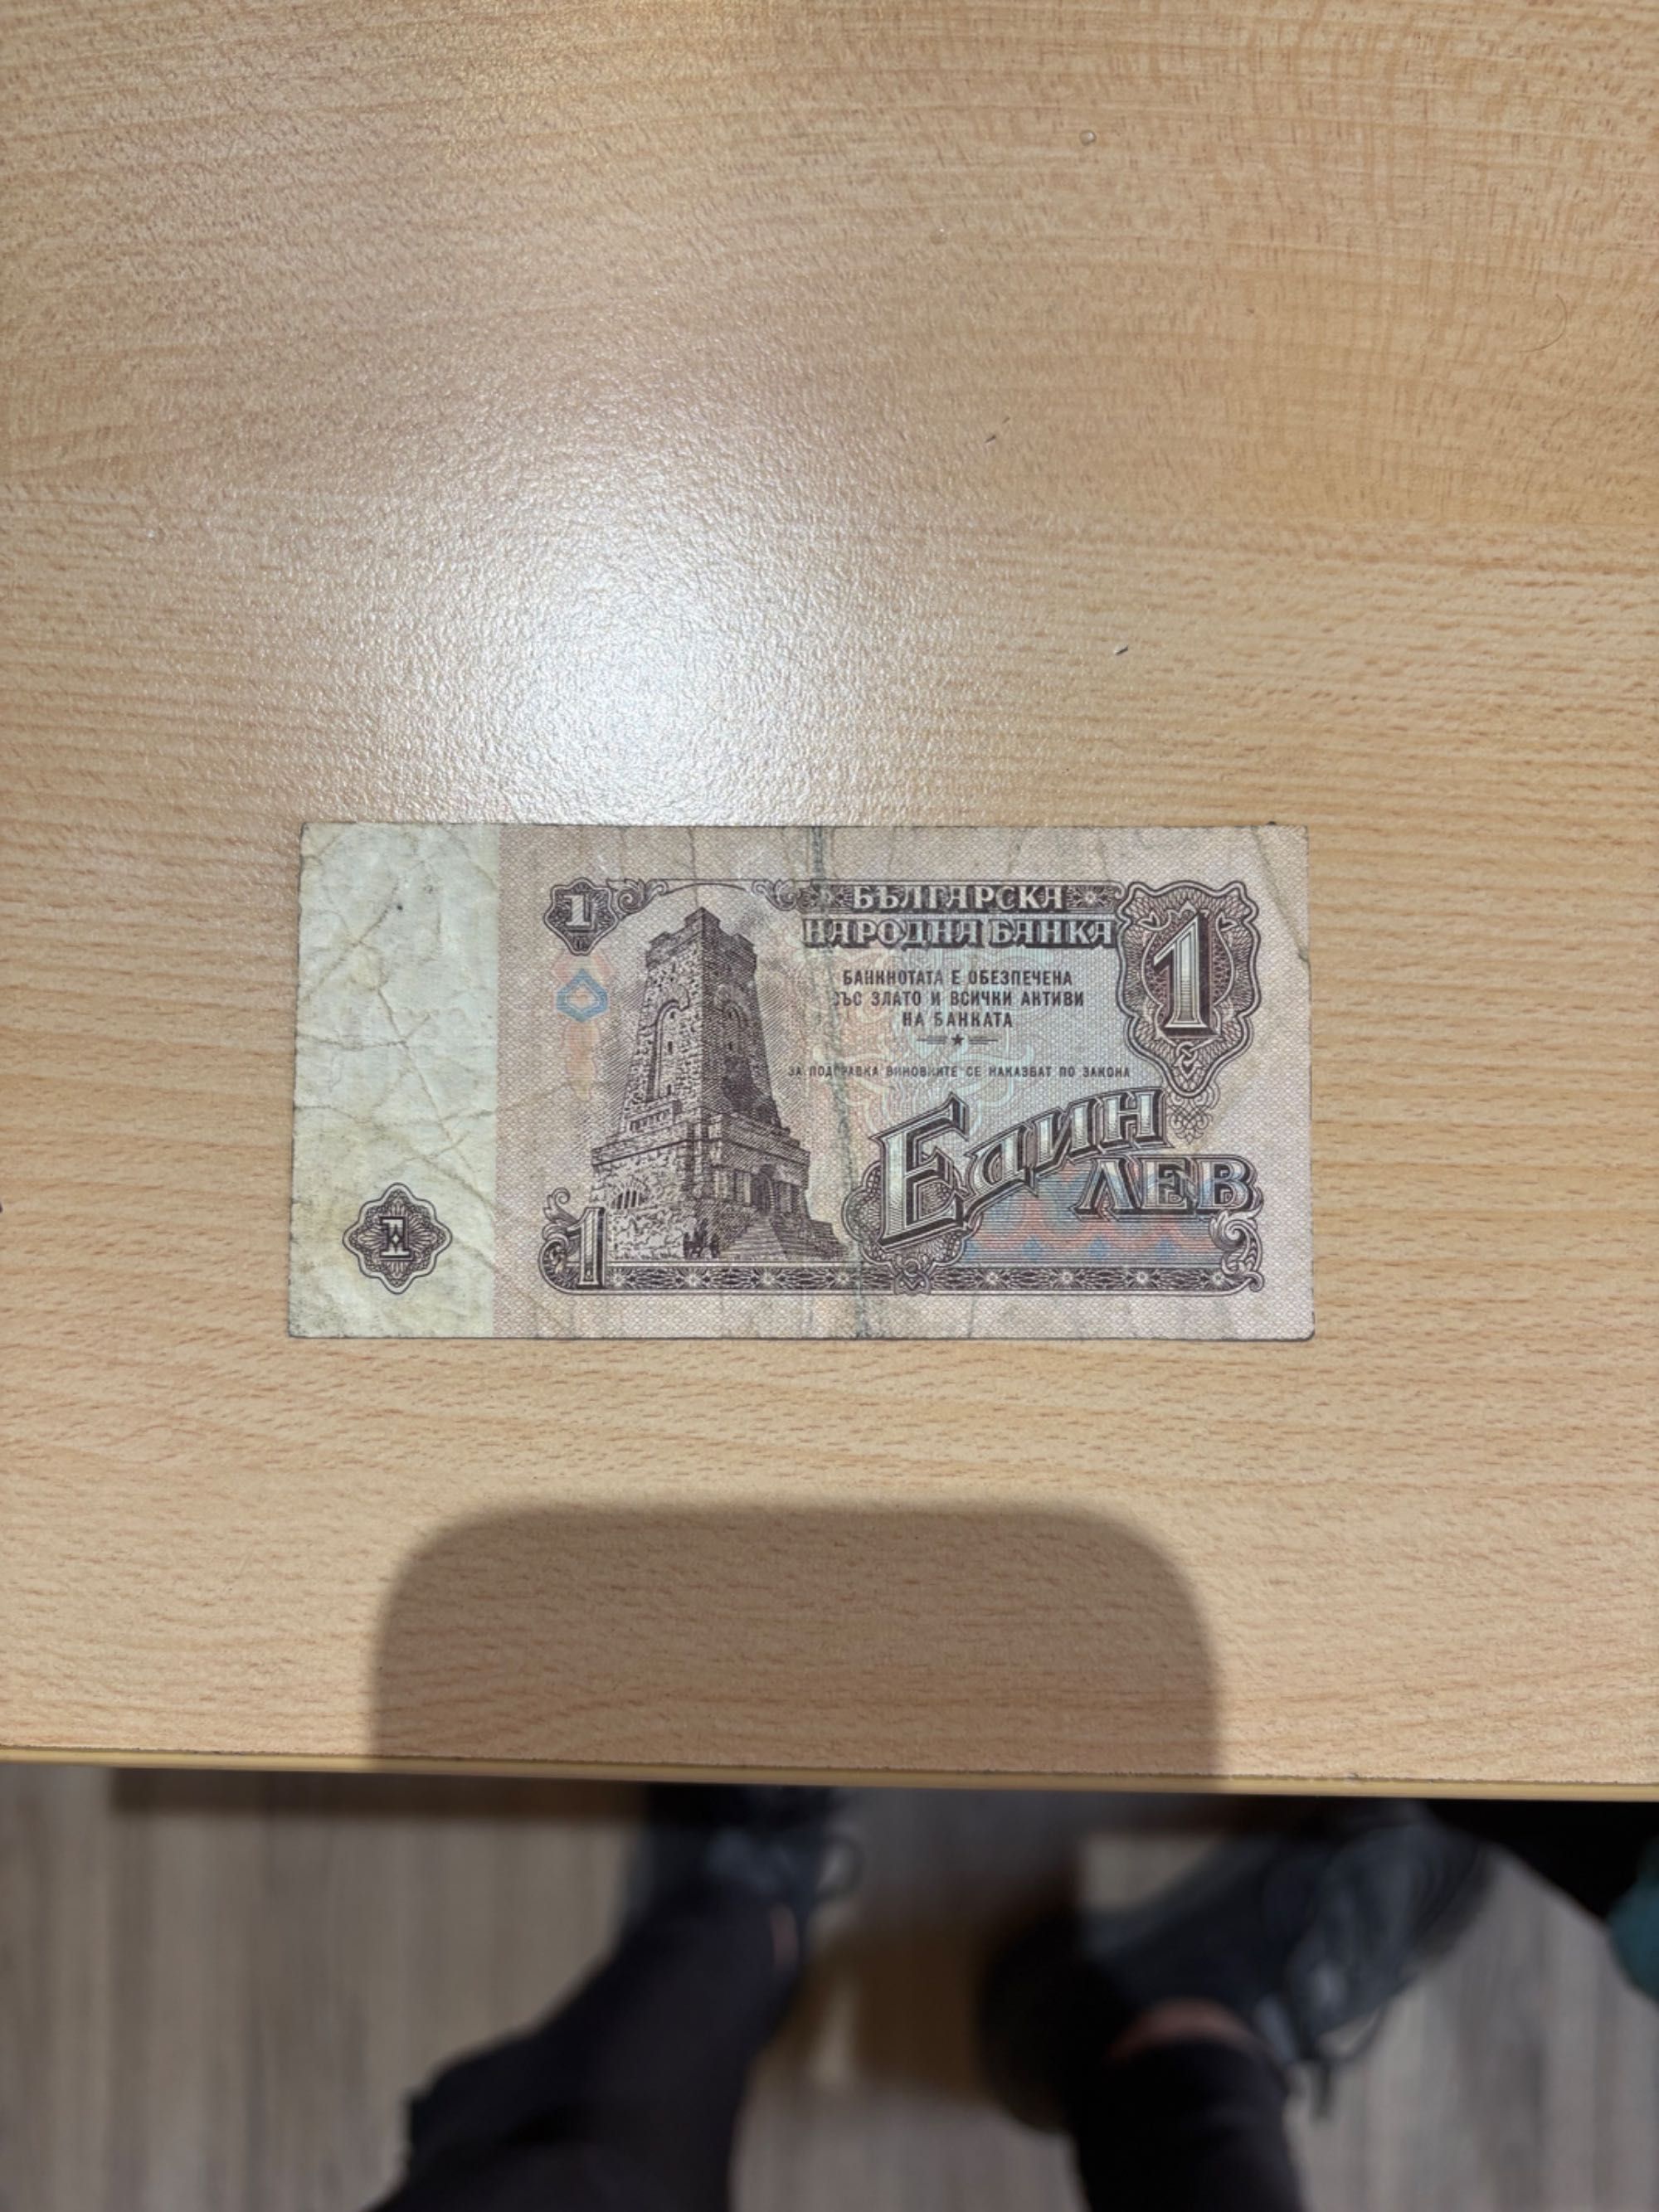 1
БЪЛГАРСКА
НАРОДНА БАНКА
1
БАНКНОТАТА Е ОБЕЗПЕЧЕНА
СЪС ЗЛАТО И ВСИЧКИ АКТИВИ
НА БАНКАТА
ЗА ПОДПРАВКА ВИНОВНИТЕ СЕ НАКАЗВАТ ПО ЗАКОНА
ЕДИН
ЛЕВ
1
1